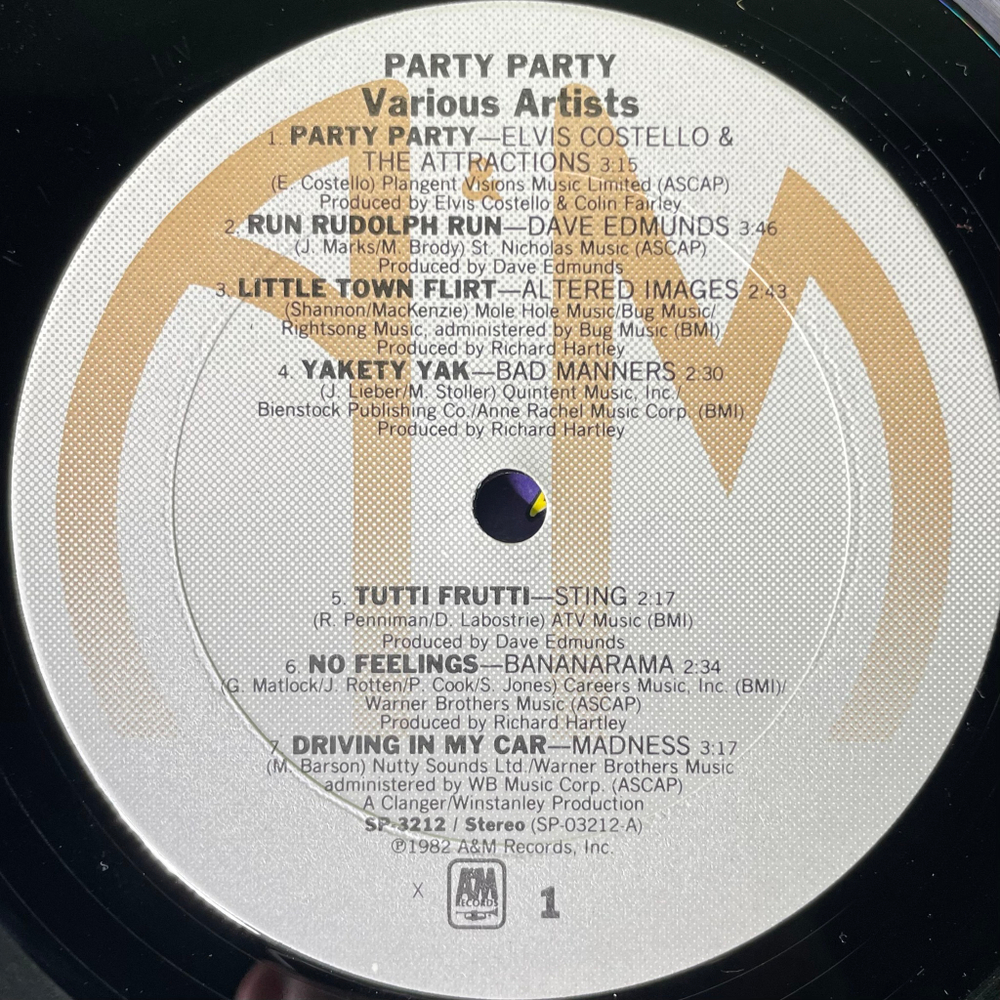 PARTY PARTY
Various Artists
1. PARTY PARTY—ELVIS COSTELLO &
THE ATTRACTIONS 3:15
(E. Costello) Plangent Visions Music Limited (ASCAP)
Produced by Elvis Costello & Colin Fairley
2. RUN RUDOLPH RUN—DAVE EDMUNDS 3:46
(J. Marks/M. Brody) St. Nicholas Music (ASCAP)
Produced by Dave Edmunds
3. LITTLE TOWN FLIRT—ALTERED IMAGES 2:43
(Shannon/MacKenzie) Mole Hole Music/Bug Music/
Rightsong Music, administered by Bug Music (BMI)
Produced by Richard Hartley
4. YAKETY YAK—BAD MANNERS 2:30
(J. Lieber/M. Stoller) Quintent Music, Inc./
Bienstock Publishing Co./Anne Rachel Music Corp. (BMI)
Produced by Richard Hartley
5. TUTTI FRUTTI—STING 2:17
(R. Penniman/D. Labostrie) ATV Music (BMI)
Produced by Dave Edmunds
6. NO FEELINGS—BANANARAMA 2:34
(G. Matlock/J. Rotten/P. Cook/S. Jones) Careers Music, Inc. (BMI)/
Warner Brothers Music (ASCAP)
Produced by Richard Hartley
7. DRIVING IN MY CAR—MADNESS 3:17
(M. Barson) Nutty Sounds Ltd./Warner Brothers Music
administered by WB Music Corp. (ASCAP)
A Clanger/Winstanley Production
SP-3212 / Stereo (SP-03212-A)
℗1982 A&M Records, Inc.
X
A&M
RECORDS
1